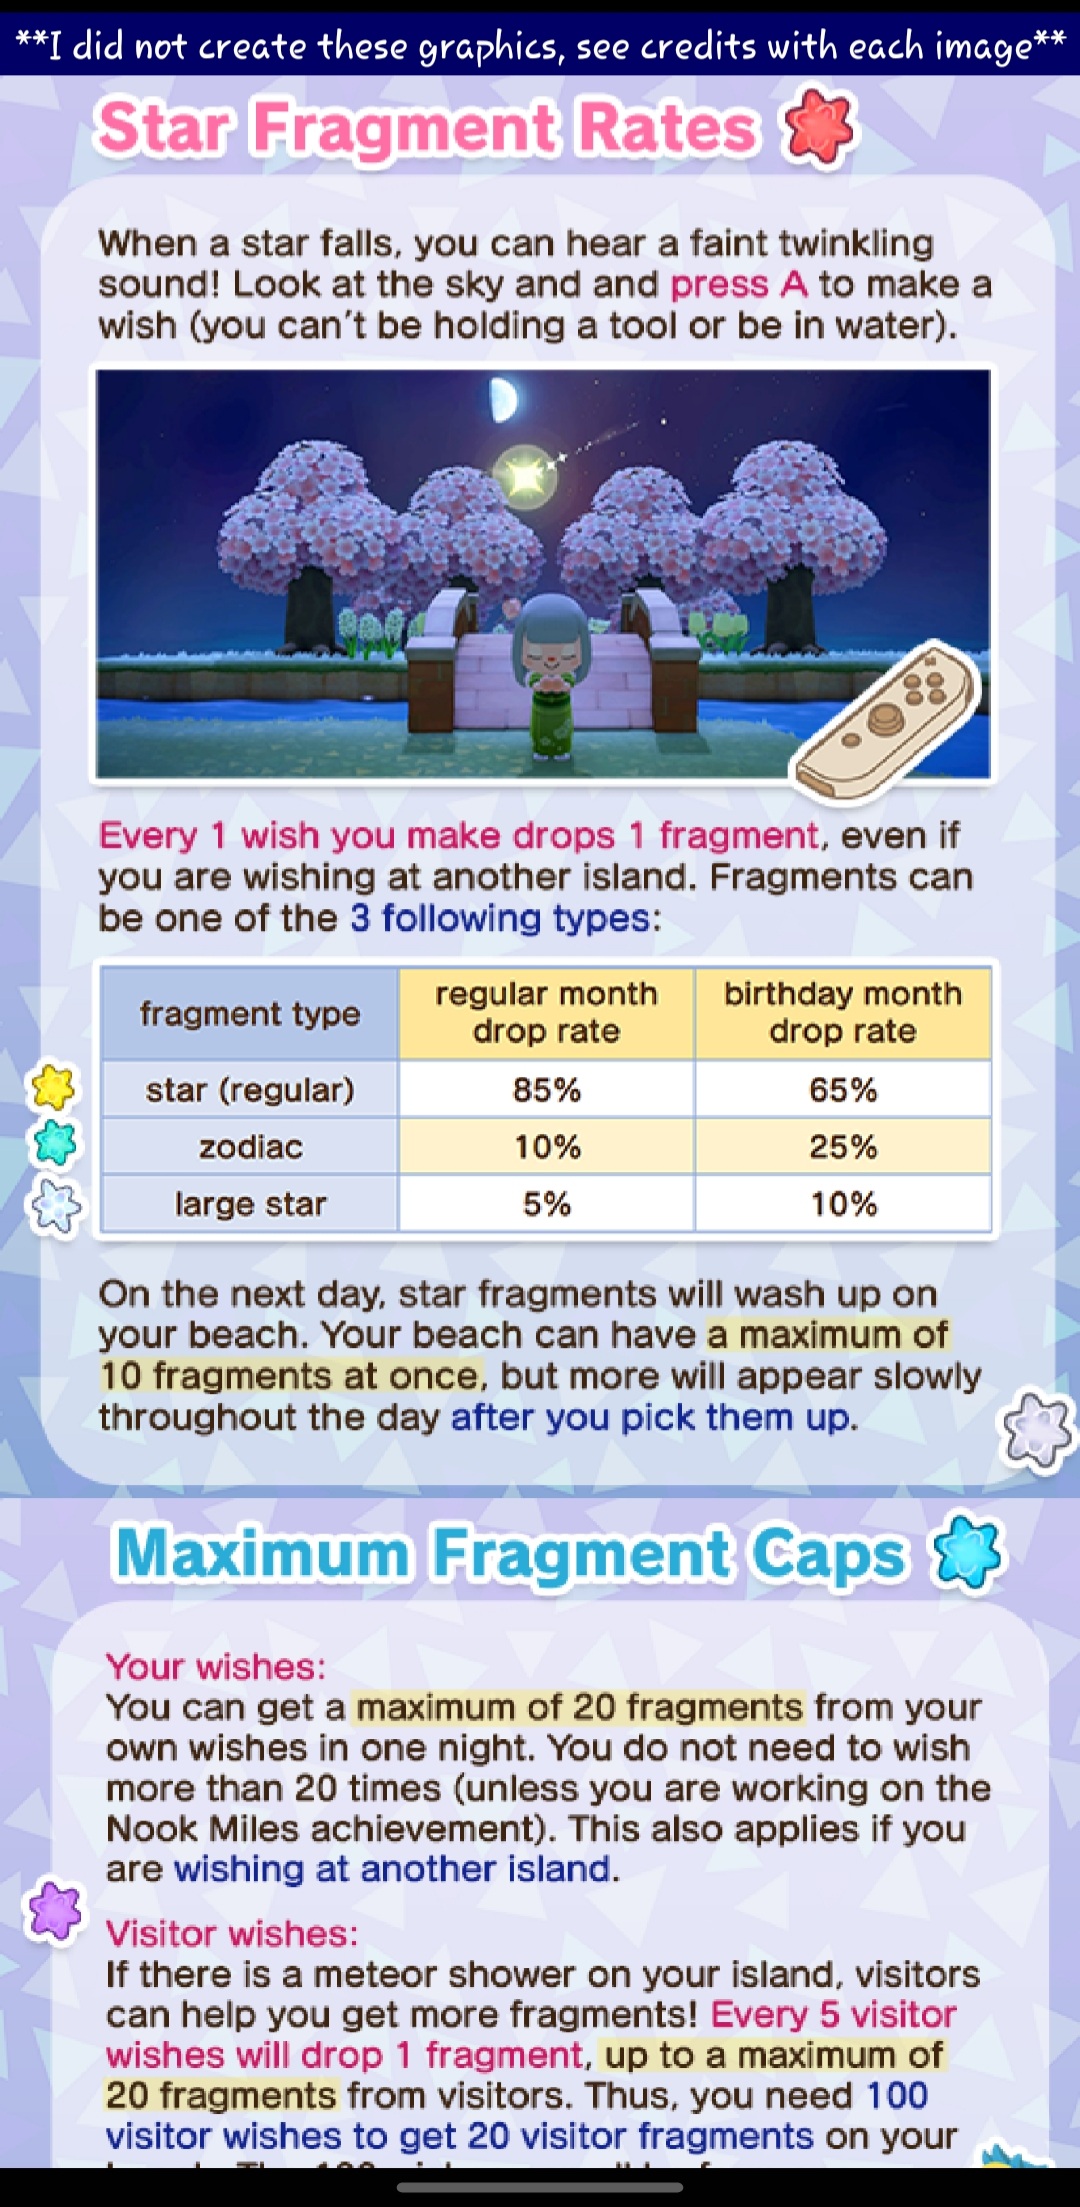 **I did not create these graphics, see credits with each image**
Star Fragment Rates
When a star falls, you can hear a faint twinkling
sound! Look at the sky and and press A to make a
wish (you can't be holding a tool or be in water).
Every 1 wish you make drops 1 fragment, even if
you are wishing at another island. Fragments can
be one of the 3 following types:
fragment type
regular month
drop rate
birthday month
drop rate
star (regular)
85%
65%
zodiac
10%
25%
large star
5%
10%
On the next day, star fragments will wash up on
your beach. Your beach can have a maximum of
10 fragments at once, but more will appear slowly
throughout the day after you pick them up.
Maximum Fragment Caps
Your wishes:
You can get a maximum of 20 fragments from your
own wishes in one night. You do not need to wish
more than 20 times (unless you are working on the
Nook Miles achievement). This also applies if you
are wishing at another island.
Visitor wishes:
If there is a meteor shower on your island, visitors
can help you get more fragments! Every 5 visitor
wishes will drop 1 fragment, up to a maximum of
20 fragments from visitors. Thus, you need 100
visitor wishes to get 20 visitor fragments on your